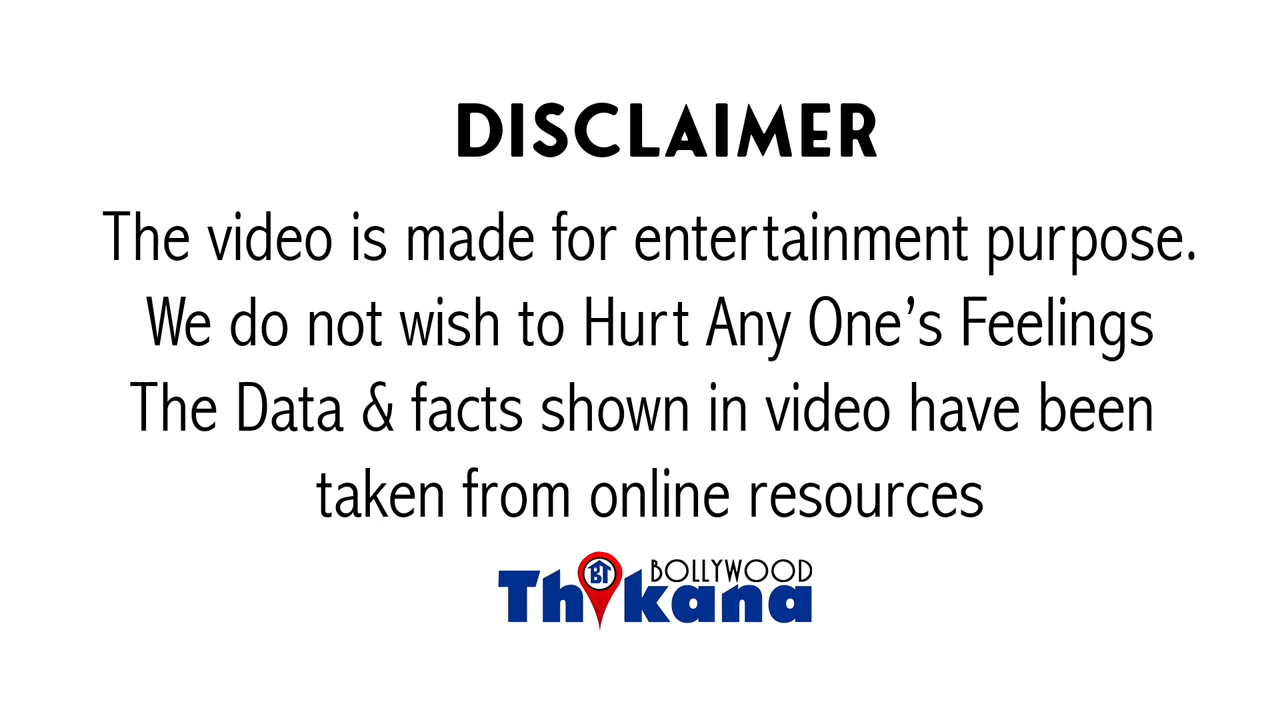 DISCLAIMER
The video is made for entertainment purpose.
We do not wish to Hurt Any One’s Feelings
The Data & facts shown in video have been
taken from online resources
BT BOLLYWOOD
Thikana